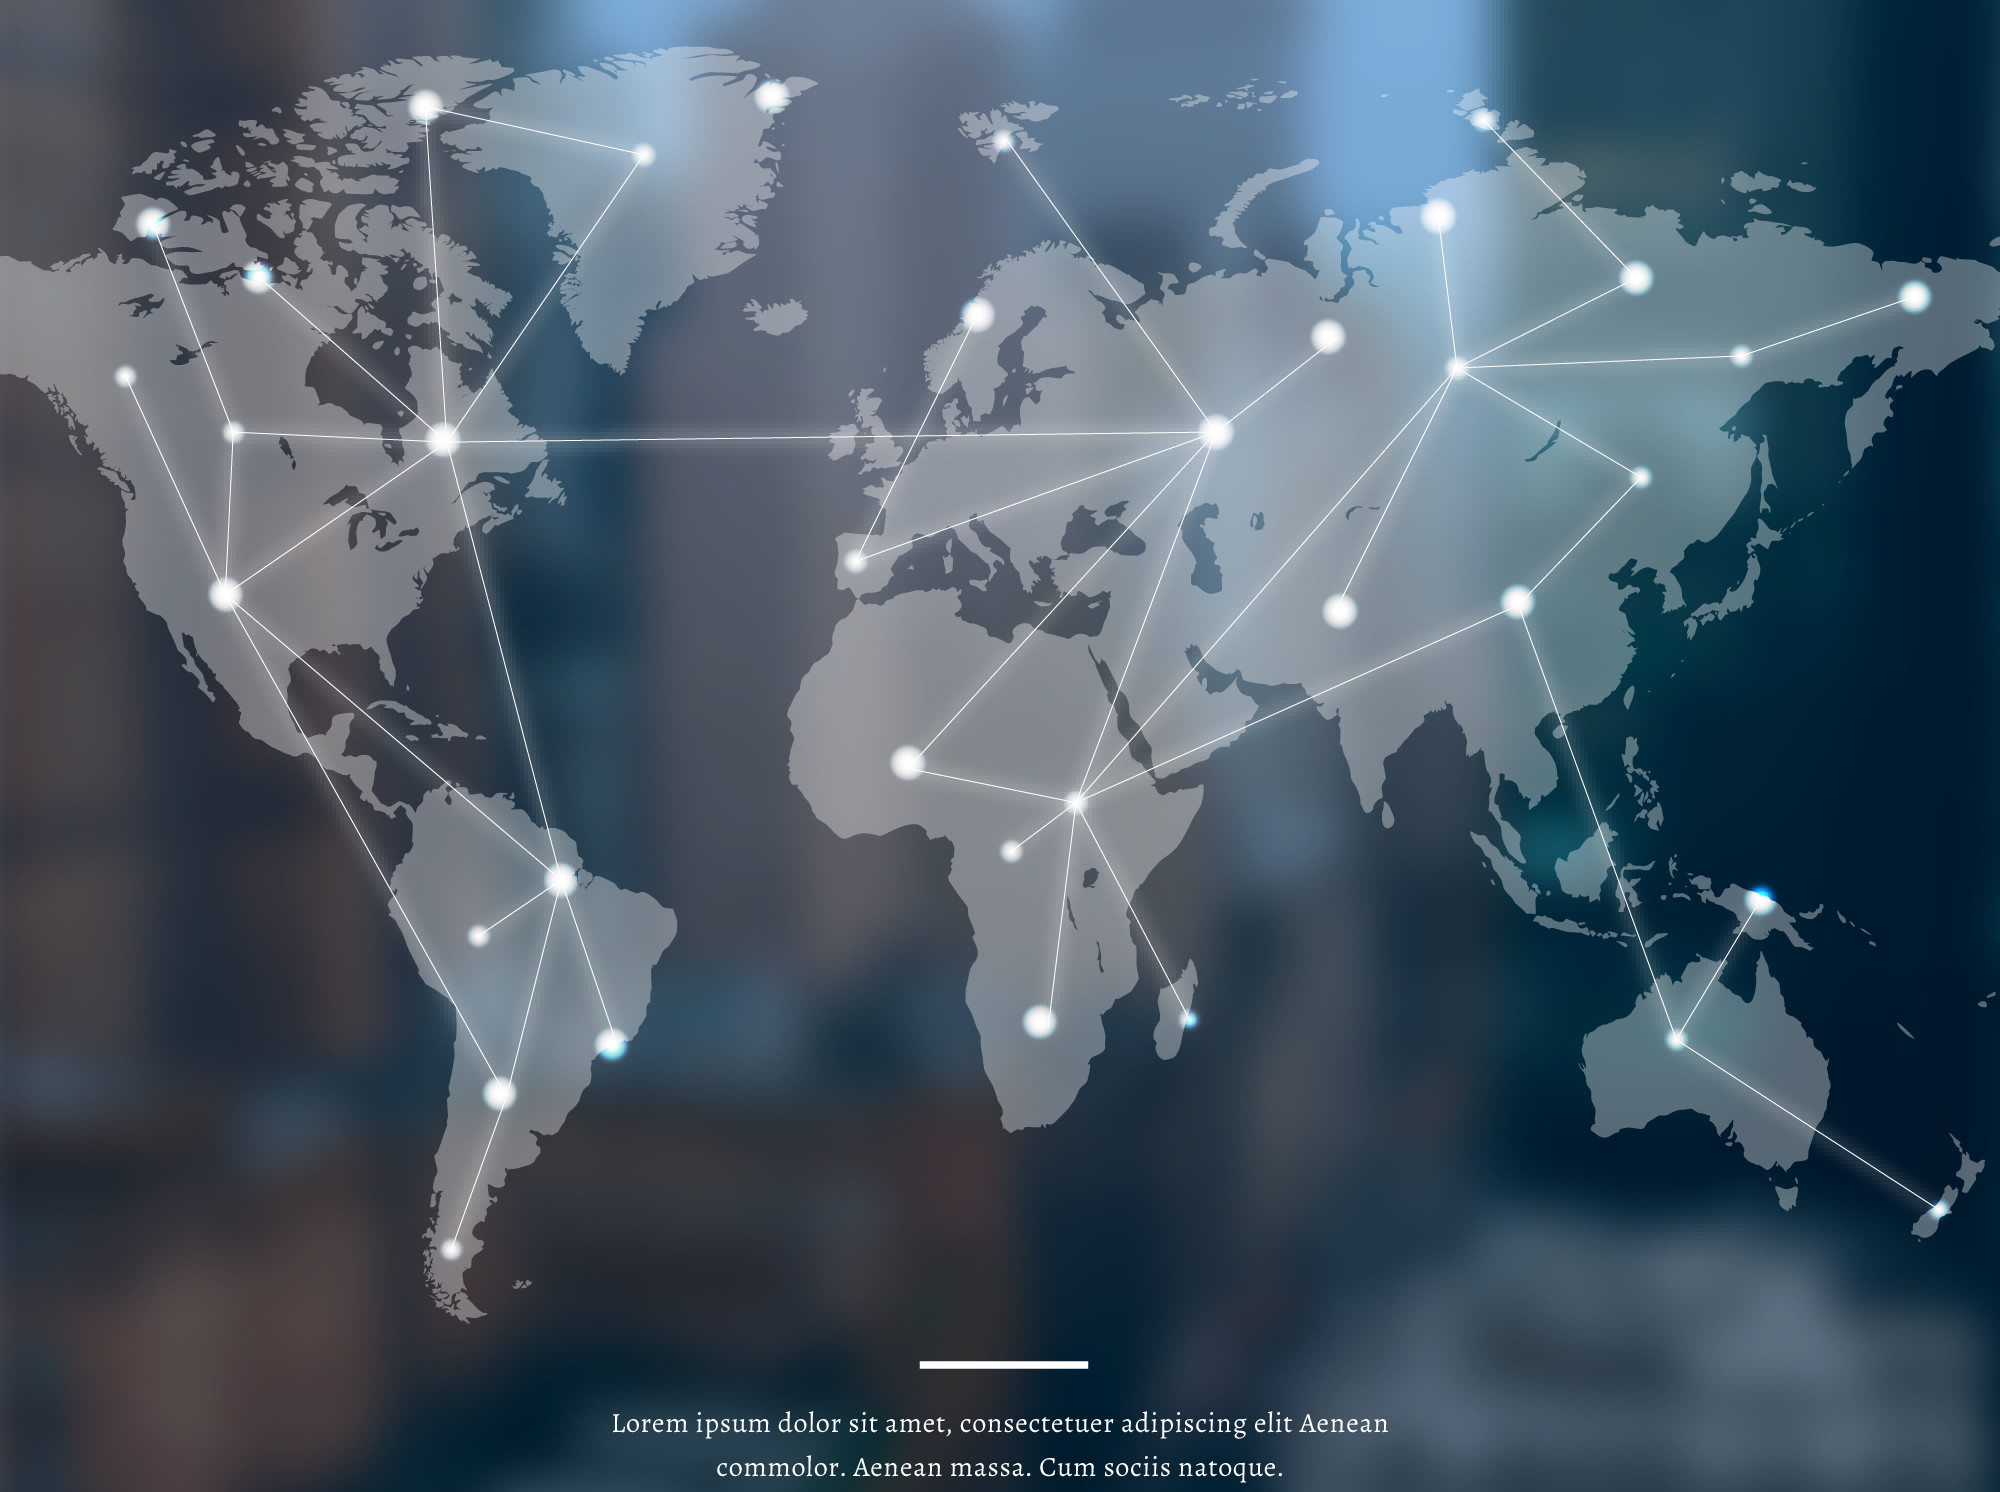 Lorem ipsum dolor sit amet, consectetuer adipiscing elit Aenean
commolor. Aenean massa. Cum sociis natoque.